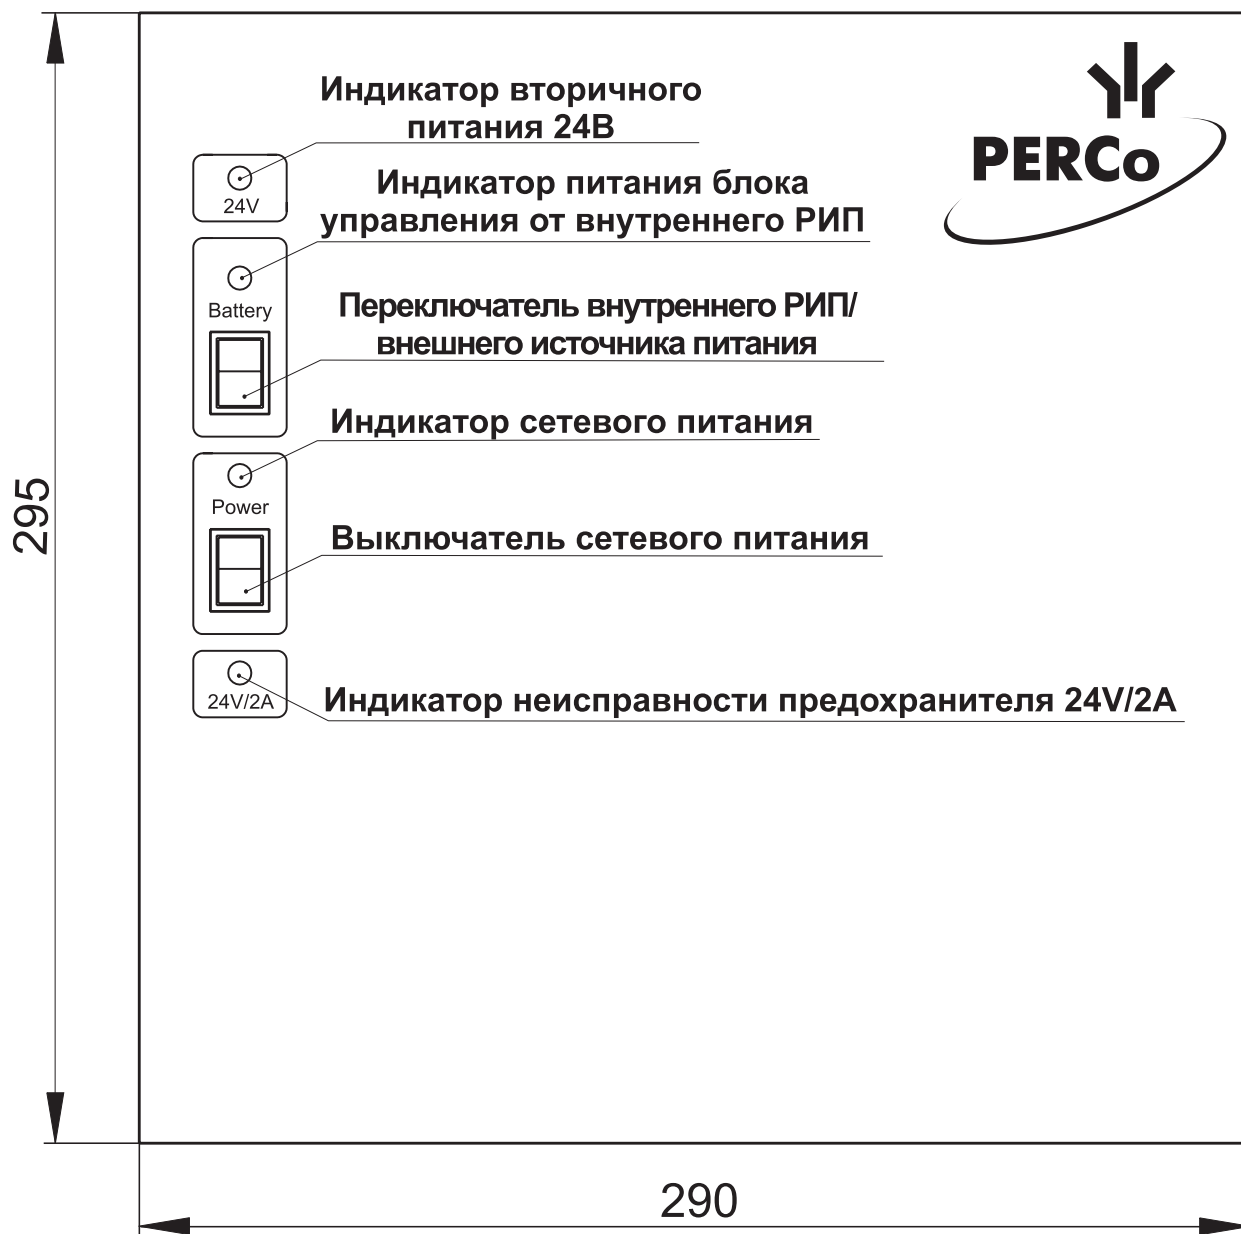 Индикатор вторичного
питания 24В
PERCo
24V
Индикатор питания блока
управления от внутреннего РИП
Battery
Переключатель внутреннего РИП/
внешнего источника питания
Индикатор сетевого питания
Power
Выключатель сетевого питания
295
24V/2A
Индикатор неисправности предохранителя 24V/2A
290